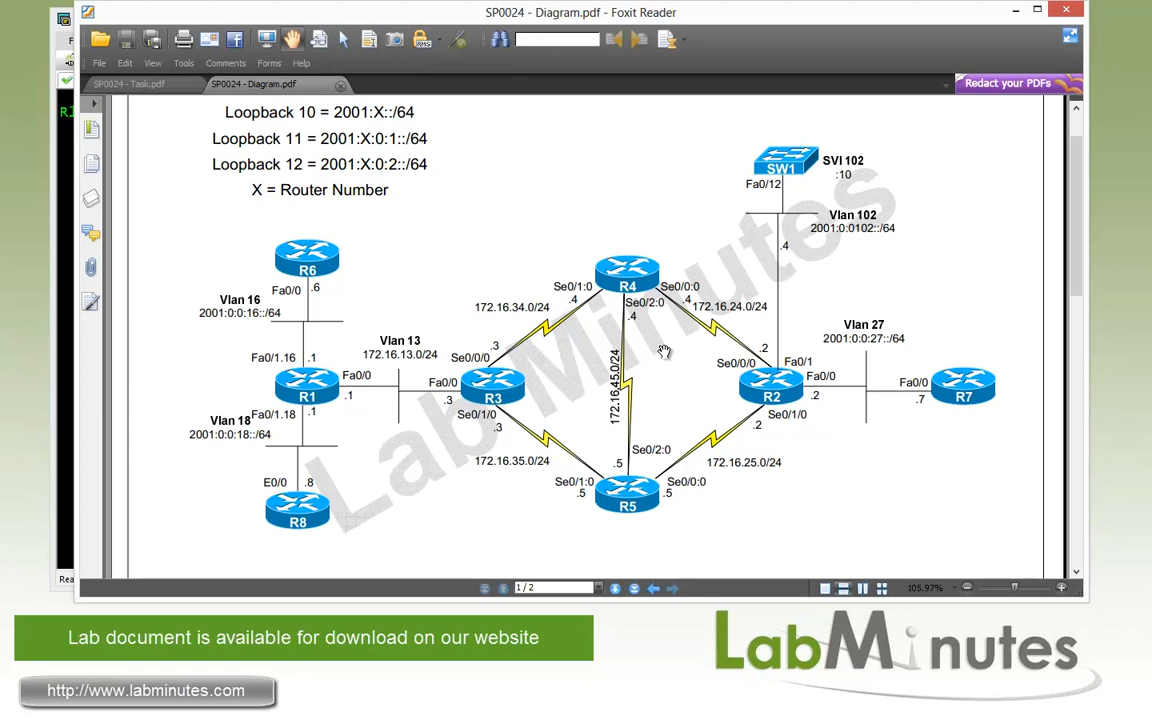 SP0024 - Diagram.pdf - Foxit Reader
File Edit View Tools Comments Forms Help
SP0024 - Task.pdf
SP0024 - Diagram.pdf
Redact your PDFs
Loopback 10 = 2001:X::/64
Loopback 11 = 2001:X:0:1::/64
Loopback 12 = 2001:X:0:2::/64
X = Router Number
SW1
SVI 102
:10
Fa0/12
Vlan 102
2001:0:0:0102::/64
.4
R6
Fa0/0 .6
Vlan 16
2001:0:0:16::/64
Fa0/1.16 .1
R4
Se0/1:0
.4
Se0/0:0
.4
Se0/2:0
.4
172.16.34.0/24
172.16.24.0/24
172.16.45.0/24
Vlan 13
172.16.13.0/24
Vlan 27
2001:0:0:27::/64
R1
Fa0/0
.1
Fa0/0
.3
R3
.3
Se0/0/0
Se0/1/0
.3
.2
Se0/0/0
Fa0/1
R2
Fa0/0
.2
Se0/1/0
.2
Fa0/0
.7
R7
Fa0/1.18 .1
Vlan 18
2001:0:0:18::/64
E0/0 .8
R8
172.16.35.0/24
172.16.25.0/24
Se0/2:0
.5
Se0/1:0
.5
Se0/0:0
.5
R5
LabMinutes
R1
Rea
1 / 2
105.97%
Lab document is available for download on our website
LabMinutes
http://www.labminutes.com